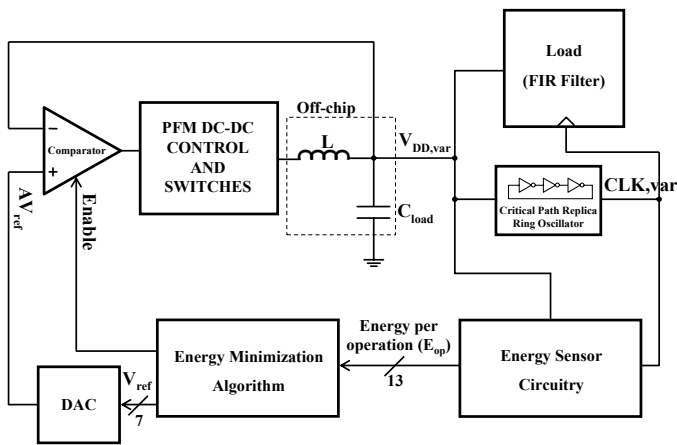 Load
(FIR Filter)
Off-chip
PFM DC-DC
CONTROL
AND
SWITCHES
L
V_DD,var
−
Comparator
+
C_load
CLK,var
Critical Path Replica
Ring Oscillator
AV_ref
Enable
Energy per
operation (E_op)
13
Energy Minimization
Algorithm
Energy Sensor
Circuitry
V_ref
7
DAC